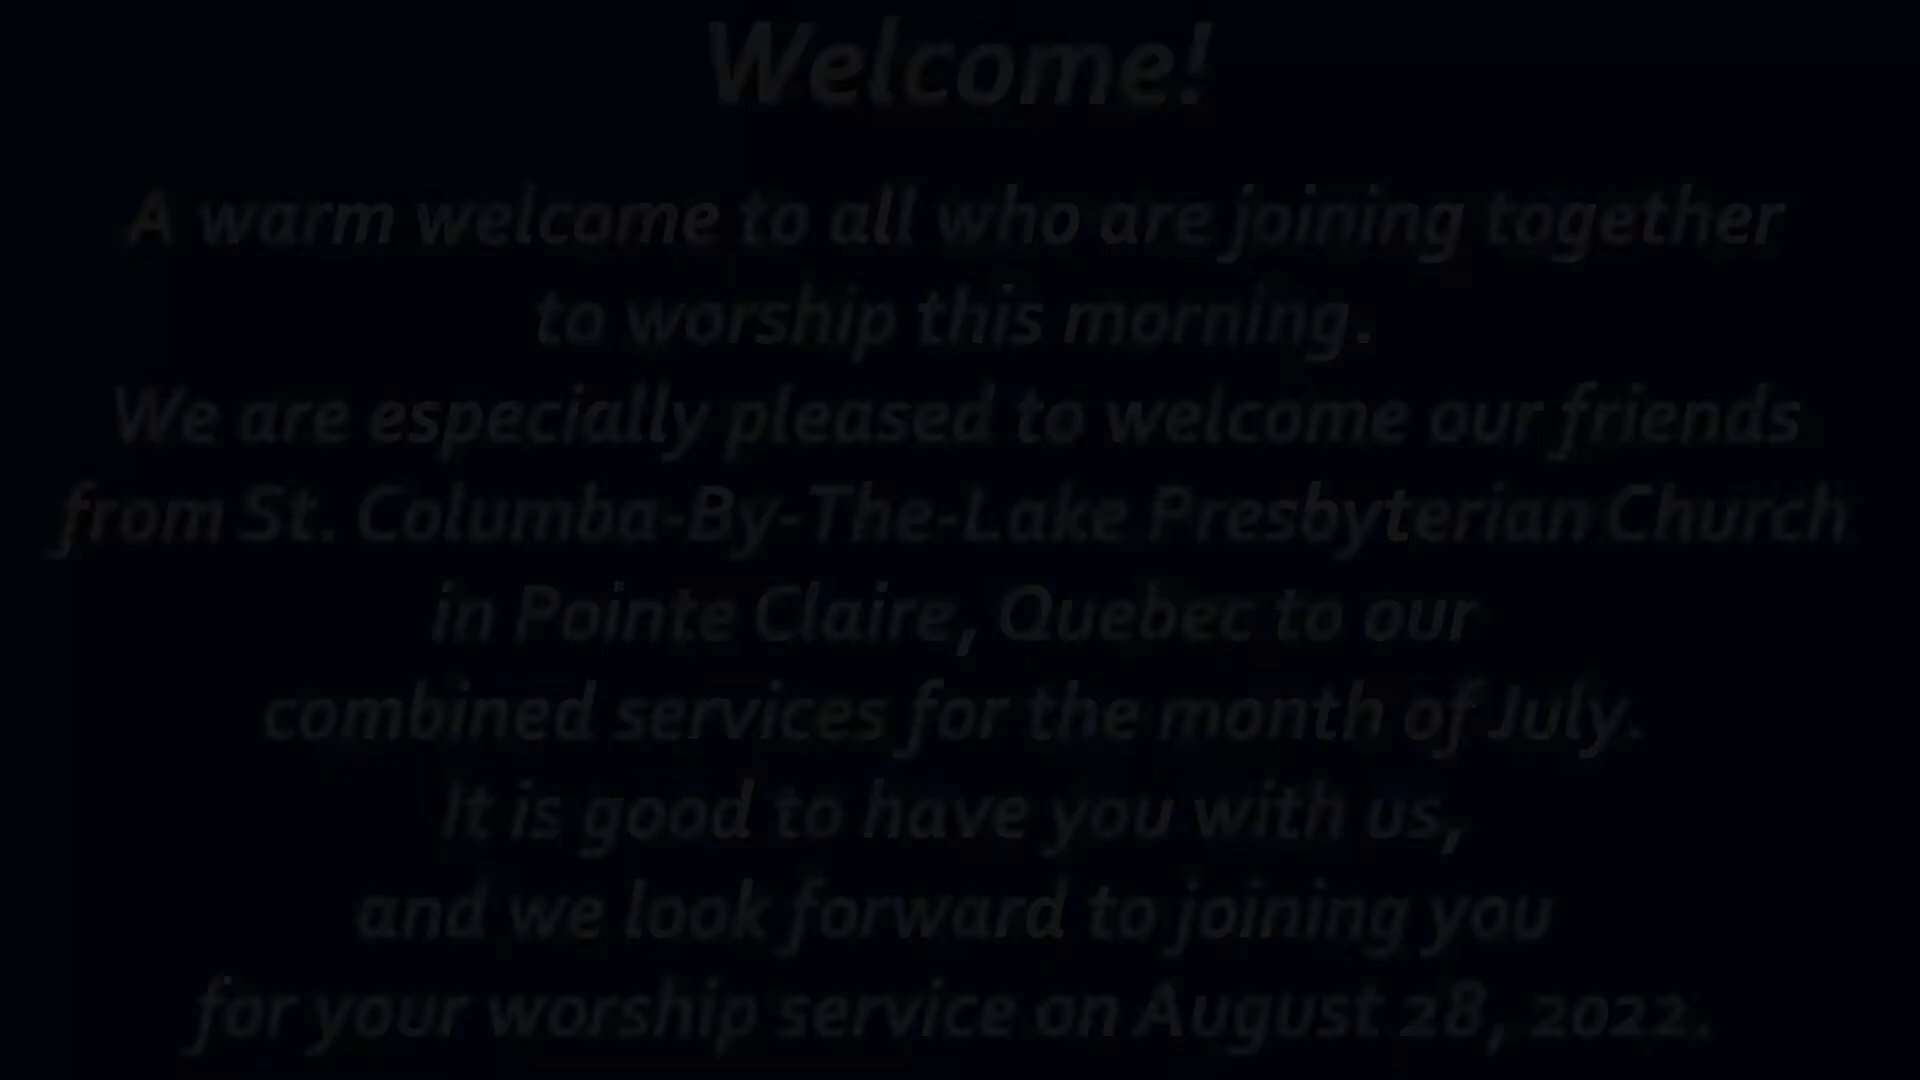 Welcome!
A warm welcome to all who are joining together
to worship this morning.
We are especially pleased to welcome our friends
from St. Columba-By-The-Lake Presbyterian Church
in Pointe Claire, Quebec to our
combined services for the month of July.
It is good to have you with us,
and we look forward to joining you
for your worship service on August 28, 2022.